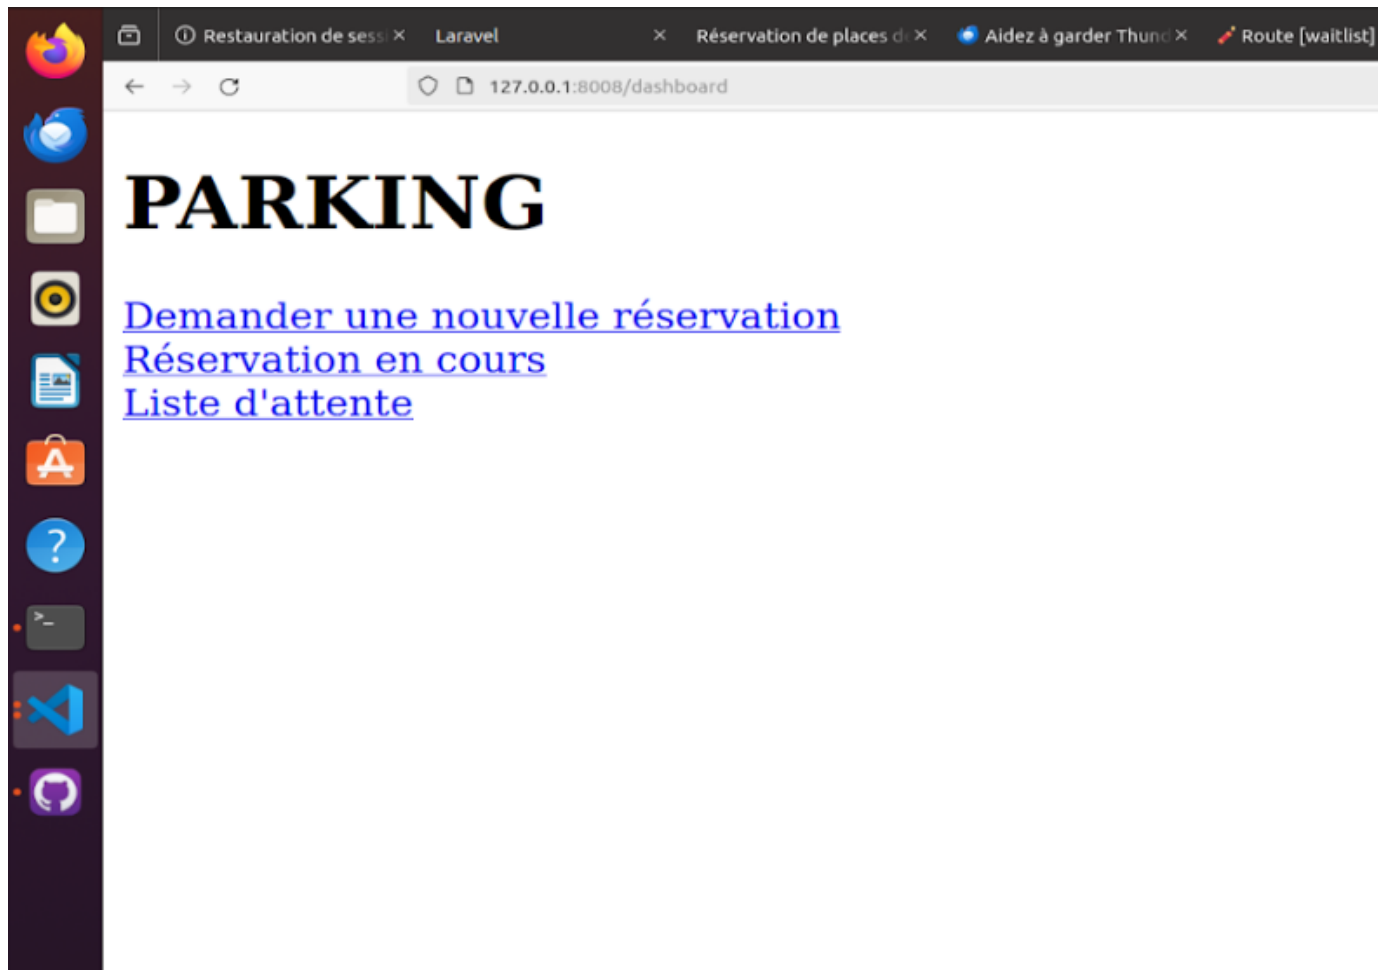 Restauration de sessi
Laravel
Réservation de places d
Aidez à garder Thund
Route [waitlist]
127.0.0.1:8008/dashboard
PARKING
Demander une nouvelle réservation
Réservation en cours
Liste d'attente